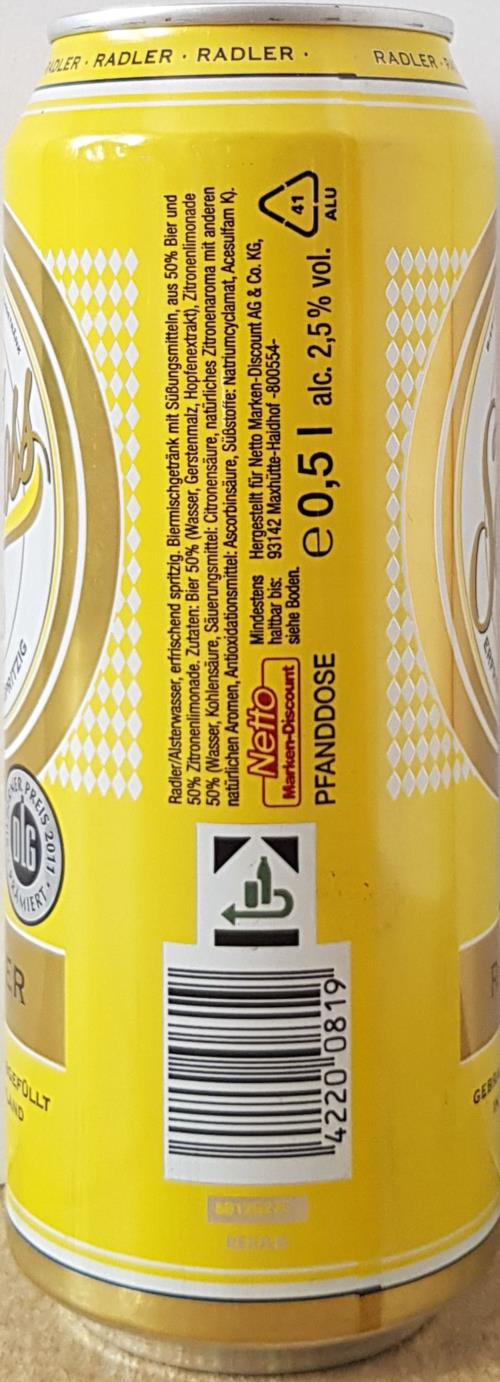 RADLER · RADLER ·
RADLER
Radler/Alsterwasser, erfrischend spritzig. Biermischgetränk mit Süßungsmitteln, aus 50% Bier und
50% Zitronenlimonade. Zutaten: Bier 50% (Wasser, Gerstenmalz, Hopfenextrakt), Zitronenlimonade
50% (Wasser, Kohlensäure, Säuerungsmittel: Citronensäure, natürliches Zitronenaroma mit anderen
natürlichen Aromen, Antioxidationsmittel: Ascorbinsäure, Süßstoffe: Natriumcyclamat, Acesulfam K).
Netto
Marken-Discount
Mindestens
haltbar bis:
siehe Boden.
Hergestellt für Netto Marken-Discount AG & Co. KG,
93142 Maxhütte-Haidhof -800554-
PFANDDOSE
e 0,5 l alc. 2,5% vol.
41
ALU
PREIS 2017
DLG
4220 0819